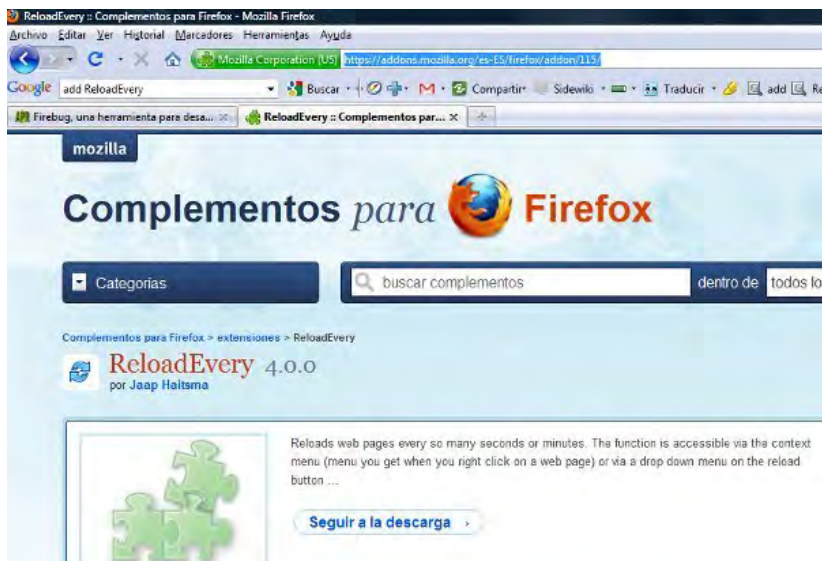 ReloadEvery :: Complementos para Firefox - Mozilla Firefox
Archivo Editar Ver Historial Marcadores Herramientas Ayuda
Mozilla Corporation (US) https://addons.mozilla.org/es-ES/firefox/addon/115/
Google add ReloadEvery Buscar Compartir Sidewiki Traducir add Re
Firebug, una herramienta para desa... ReloadEvery :: Complementos par...
mozilla
Complementos para Firefox
Categorias buscar complementos dentro de todos lo
Complementos para Firefox > extensiones > ReloadEvery
ReloadEvery 4.0.0
por Jaap Haitsma
Reloads web pages every so many seconds or minutes. The function is accessible via the context
menu (menu you get when you right click on a web page) or via a drop down menu on the reload
button ...
Seguir a la descarga ›